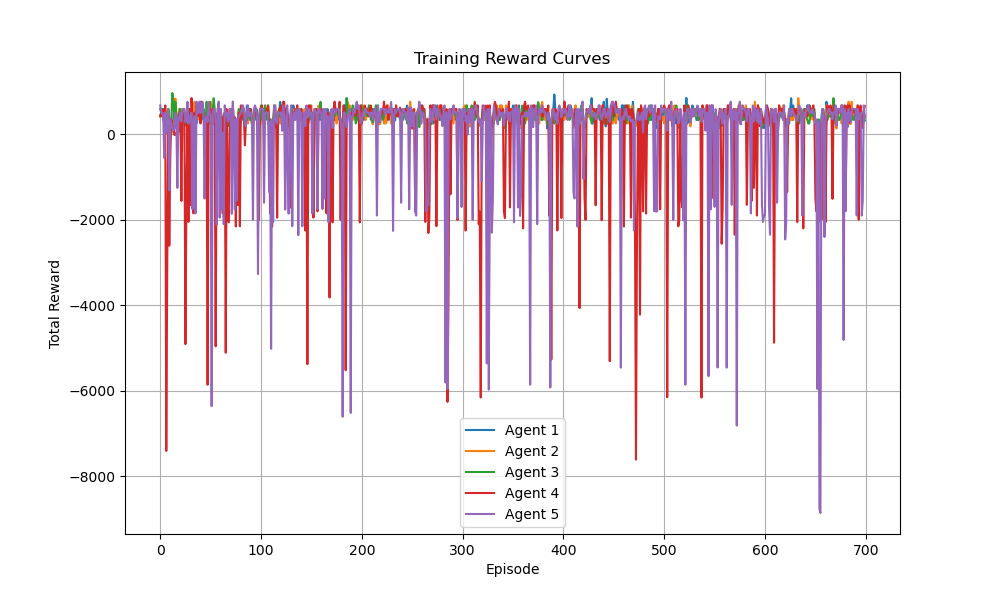 Training Reward Curves
Total Reward
0
−2000
−4000
−6000
−8000
0 100 200 300 400 500 600 700
Episode
Agent 1
Agent 2
Agent 3
Agent 4
Agent 5